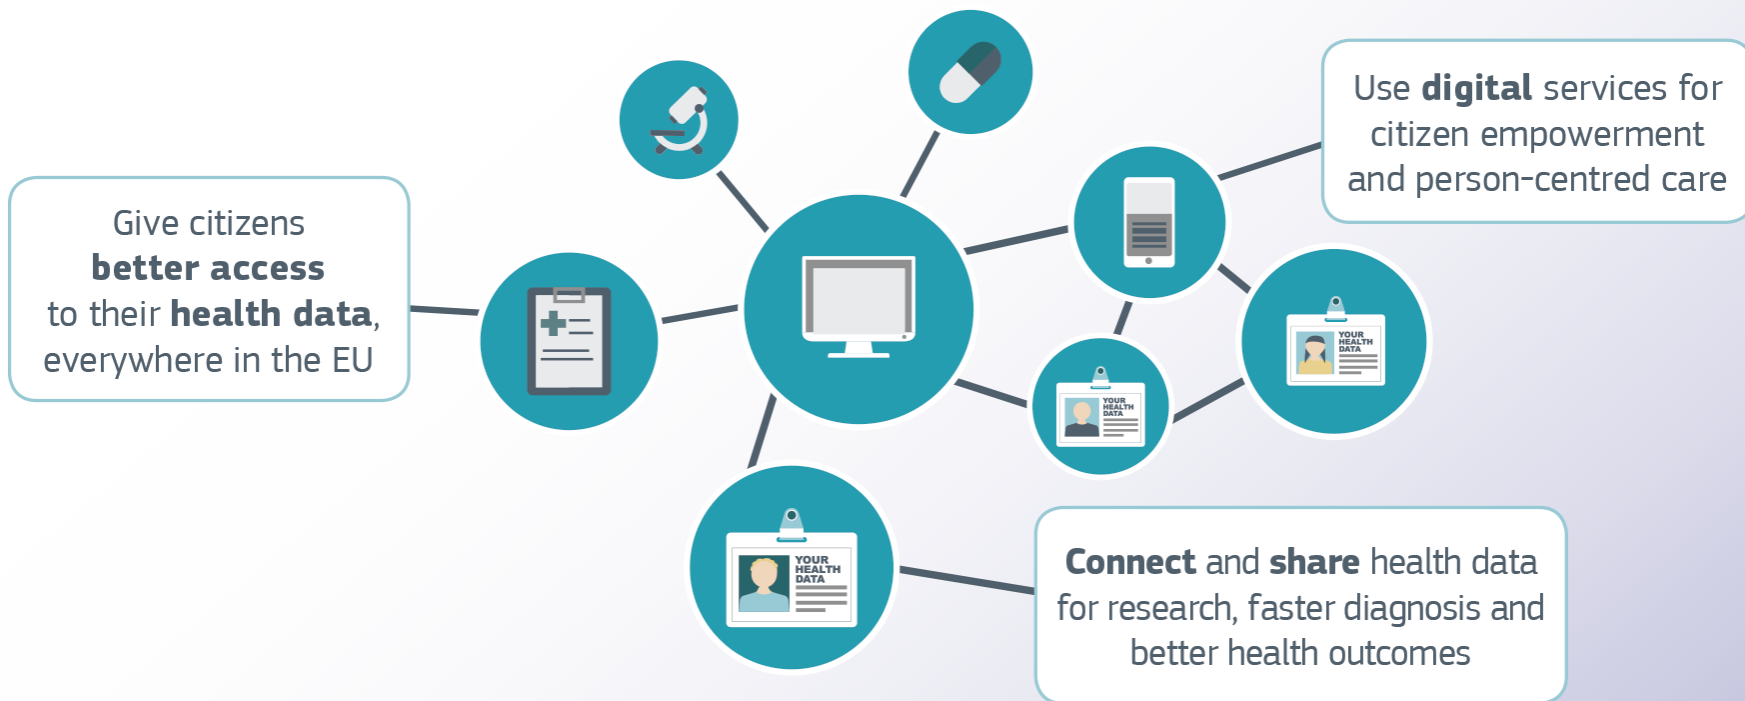 Use digital services for
citizen empowerment
and person-centred care
Give citizens
better access
to their health data,
everywhere in the EU
YOUR
HEALTH
DATA
YOUR
HEALTH
DATA
YOUR
HEALTH
DATA
Connect and share health data
for research, faster diagnosis and
better health outcomes